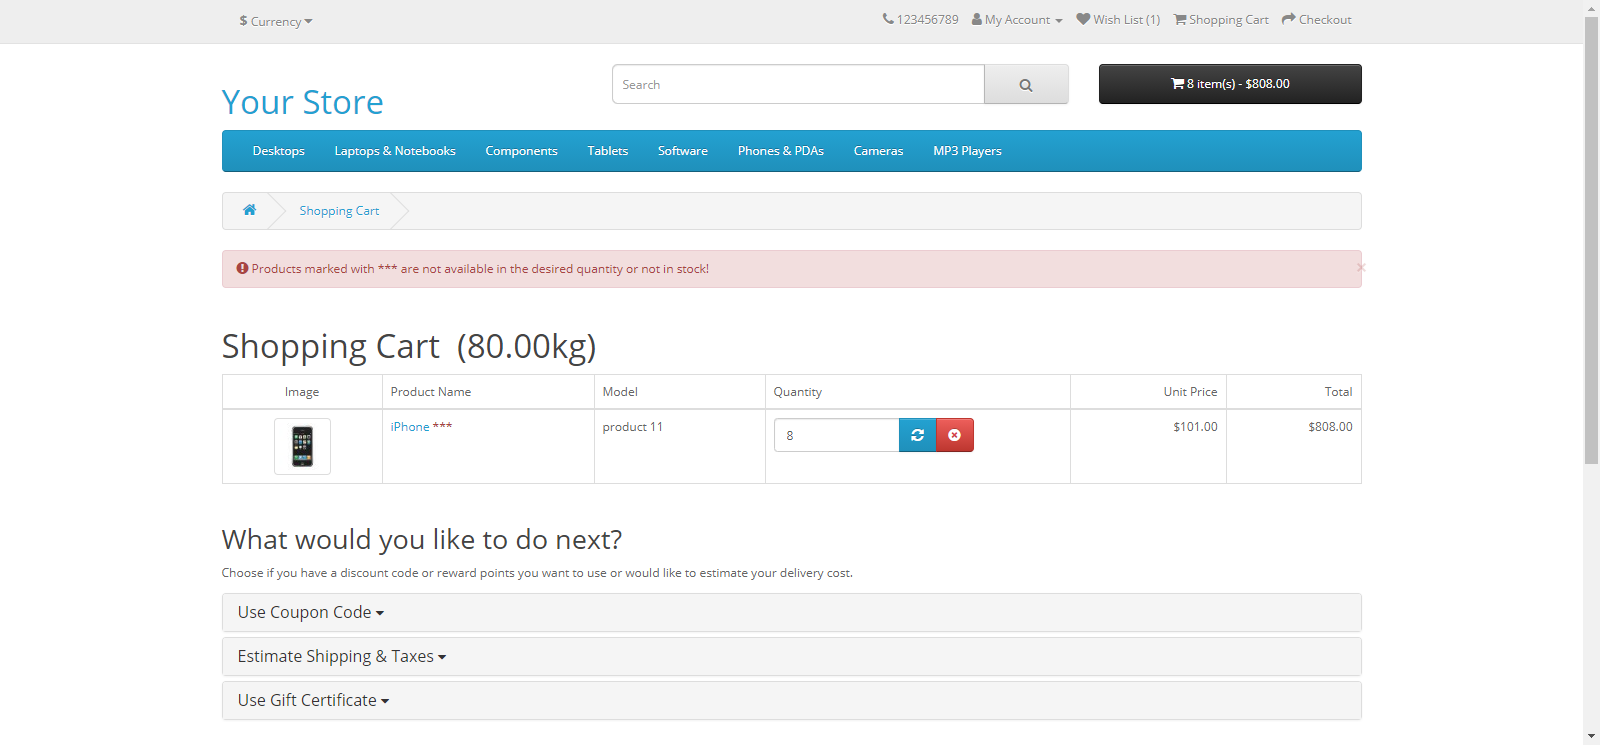 $ Currency
123456789 My Account Wish List (1) Shopping Cart Checkout
Your Store
Search
8 item(s) - $808.00
Desktops Laptops & Notebooks Components Tablets Software Phones & PDAs Cameras MP3 Players
Shopping Cart
Products marked with *** are not available in the desired quantity or not in stock!
×
Shopping Cart (80.00kg)
Image Product Name Model Quantity Unit Price Total
iPhone *** product 11 8 $101.00 $808.00
What would you like to do next?
Choose if you have a discount code or reward points you want to use or would like to estimate your delivery cost.
Use Coupon Code
Estimate Shipping & Taxes
Use Gift Certificate